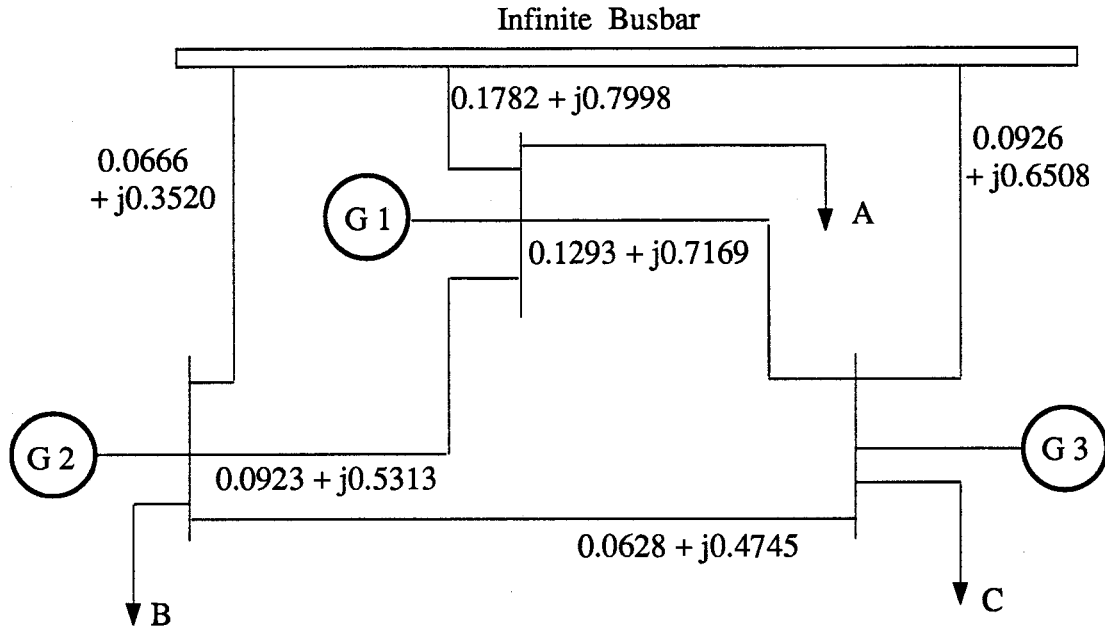 Infinite Busbar
0.1782 + j0.7998
0.0666
+ j0.3520
0.0926
+ j0.6508
G 1
A
0.1293 + j0.7169
G 2
G 3
0.0923 + j0.5313
0.0628 + j0.4745
B
C